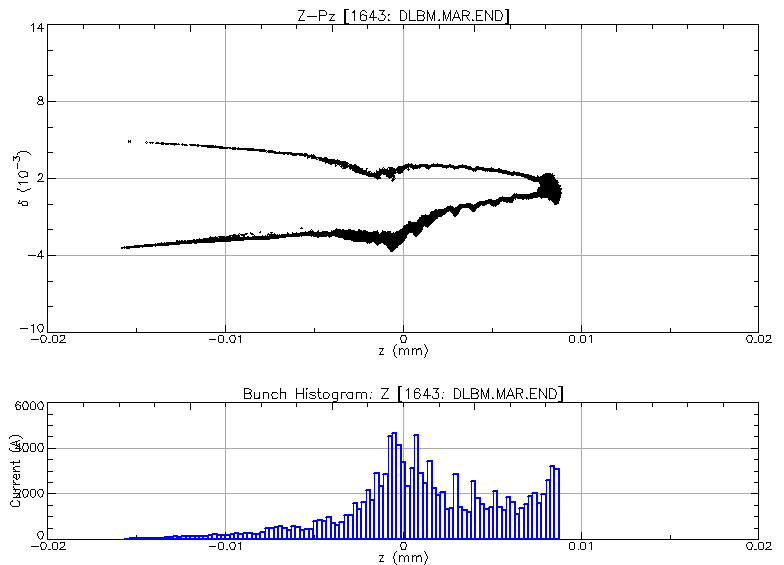 Z-Pz [1643: DLBM.MAR.END]
14
8
2
-4
-10
δ (10^-3)
-0.02 -0.01 0 0.01 0.02
z (mm)
Bunch Histogram: Z [1643: DLBM.MAR.END]
6000
4000
2000
0
Current (A)
-0.02 -0.01 0 0.01 0.02
z (mm)